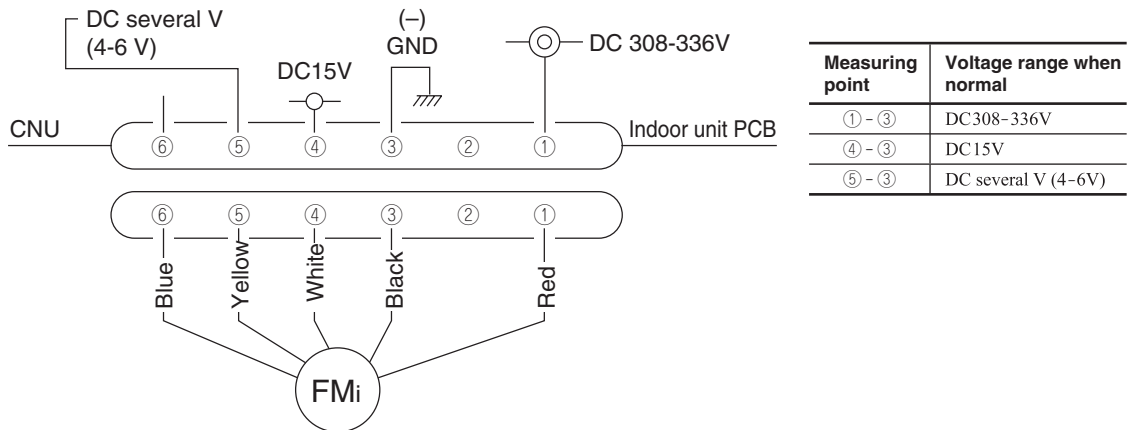 DC several V
(4-6 V)
(–)
GND
DC 308-336V
DC15V
CNU
Indoor unit PCB
⑥ ⑤ ④ ③ ② ①
⑥ ⑤ ④ ③ ② ①
Blue
Yellow
White
Black
Red
FMi
Measuring point | Voltage range when normal
①-③ | DC308-336V
④-③ | DC15V
⑤-③ | DC several V (4-6V)